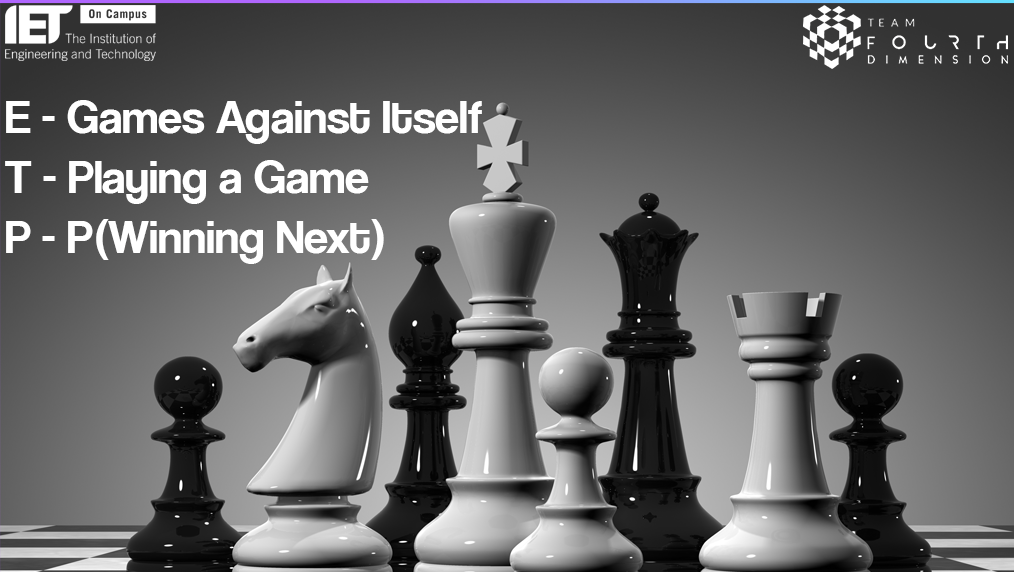 IET On Campus
The Institution of
Engineering and Technology
TEAM
FOURTH
DIMENSION
E - Games Against Itself
T - Playing a Game
P - P(Winning Next)